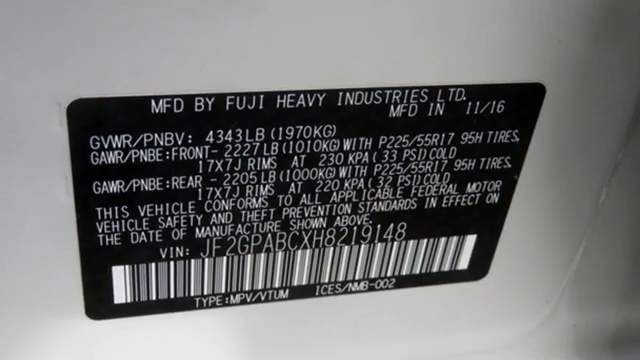 MFD BY FUJI HEAVY INDUSTRIES LTD.
MFD IN 11/16
GVWR/PNBV: 4343LB(1970KG)
GAWR/PNBE:FRONT- 2227LB(1010KG)WITH P225/55R17 95H TIRES,
17X7J RIMS AT 230 KPA(33 PSI)COLD
GAWR/PNBE:REAR - 2205LB(1000KG)WITH P225/55R17 95H TIRES,
17X7J RIMS AT 220 KPA(32 PSI)COLD
THIS VEHICLE CONFORMS TO ALL APPLICABLE FEDERAL MOTOR
VEHICLE SAFETY AND THEFT PREVENTION STANDARDS IN EFFECT
ON THE DATE OF MANUFACTURE SHOWN ABOVE.
VIN: JF2GPABCXH8219148
TYPE:MPV/VTUM ICES/NMB-002